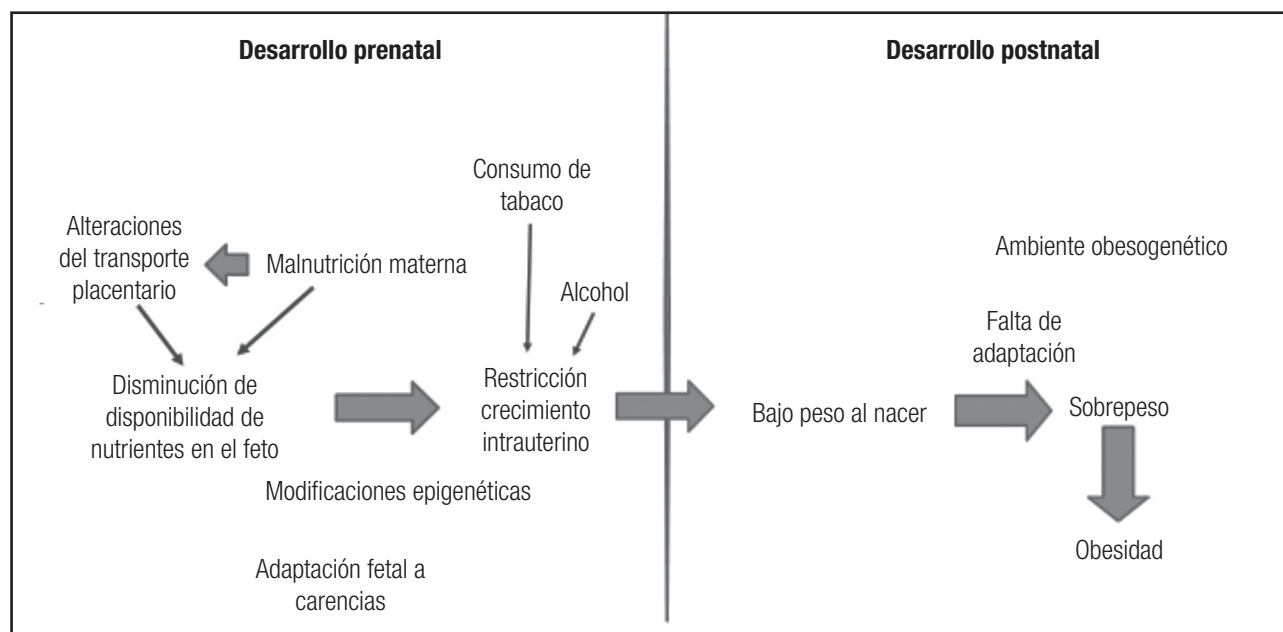 Desarrollo prenatal
Consumo de
tabaco
Alteraciones
del transporte
placentario
Malnutrición materna
Alcohol
Disminución de
disponibilidad de
nutrientes en el feto
Restricción
crecimiento
intrauterino
Modificaciones epigenéticas
Adaptación fetal a
carencias
Desarrollo postnatal
Ambiente obesogenético
Falta de
adaptación
Bajo peso al nacer
Sobrepeso
Obesidad